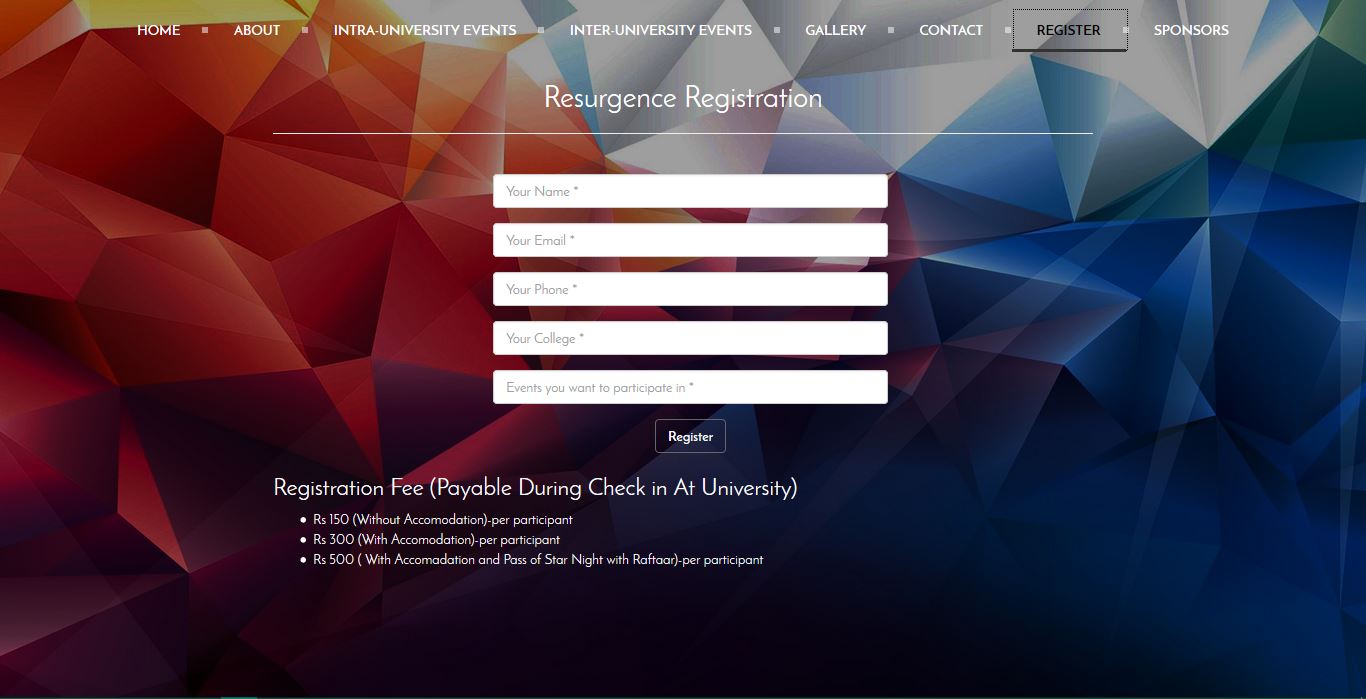 HOME ABOUT INTRA-UNIVERSITY EVENTS INTER-UNIVERSITY EVENTS GALLERY CONTACT REGISTER SPONSORS
Resurgence Registration
Your Name *
Your Email *
Your Phone *
Your College *
Events you want to participate in *
Register
Registration Fee (Payable During Check in At University)
Rs 150 (Without Accomodation)-per participant
Rs 300 (With Accomodation)-per participant
Rs 500 ( With Accomadation and Pass of Star Night with Raftaar)-per participant